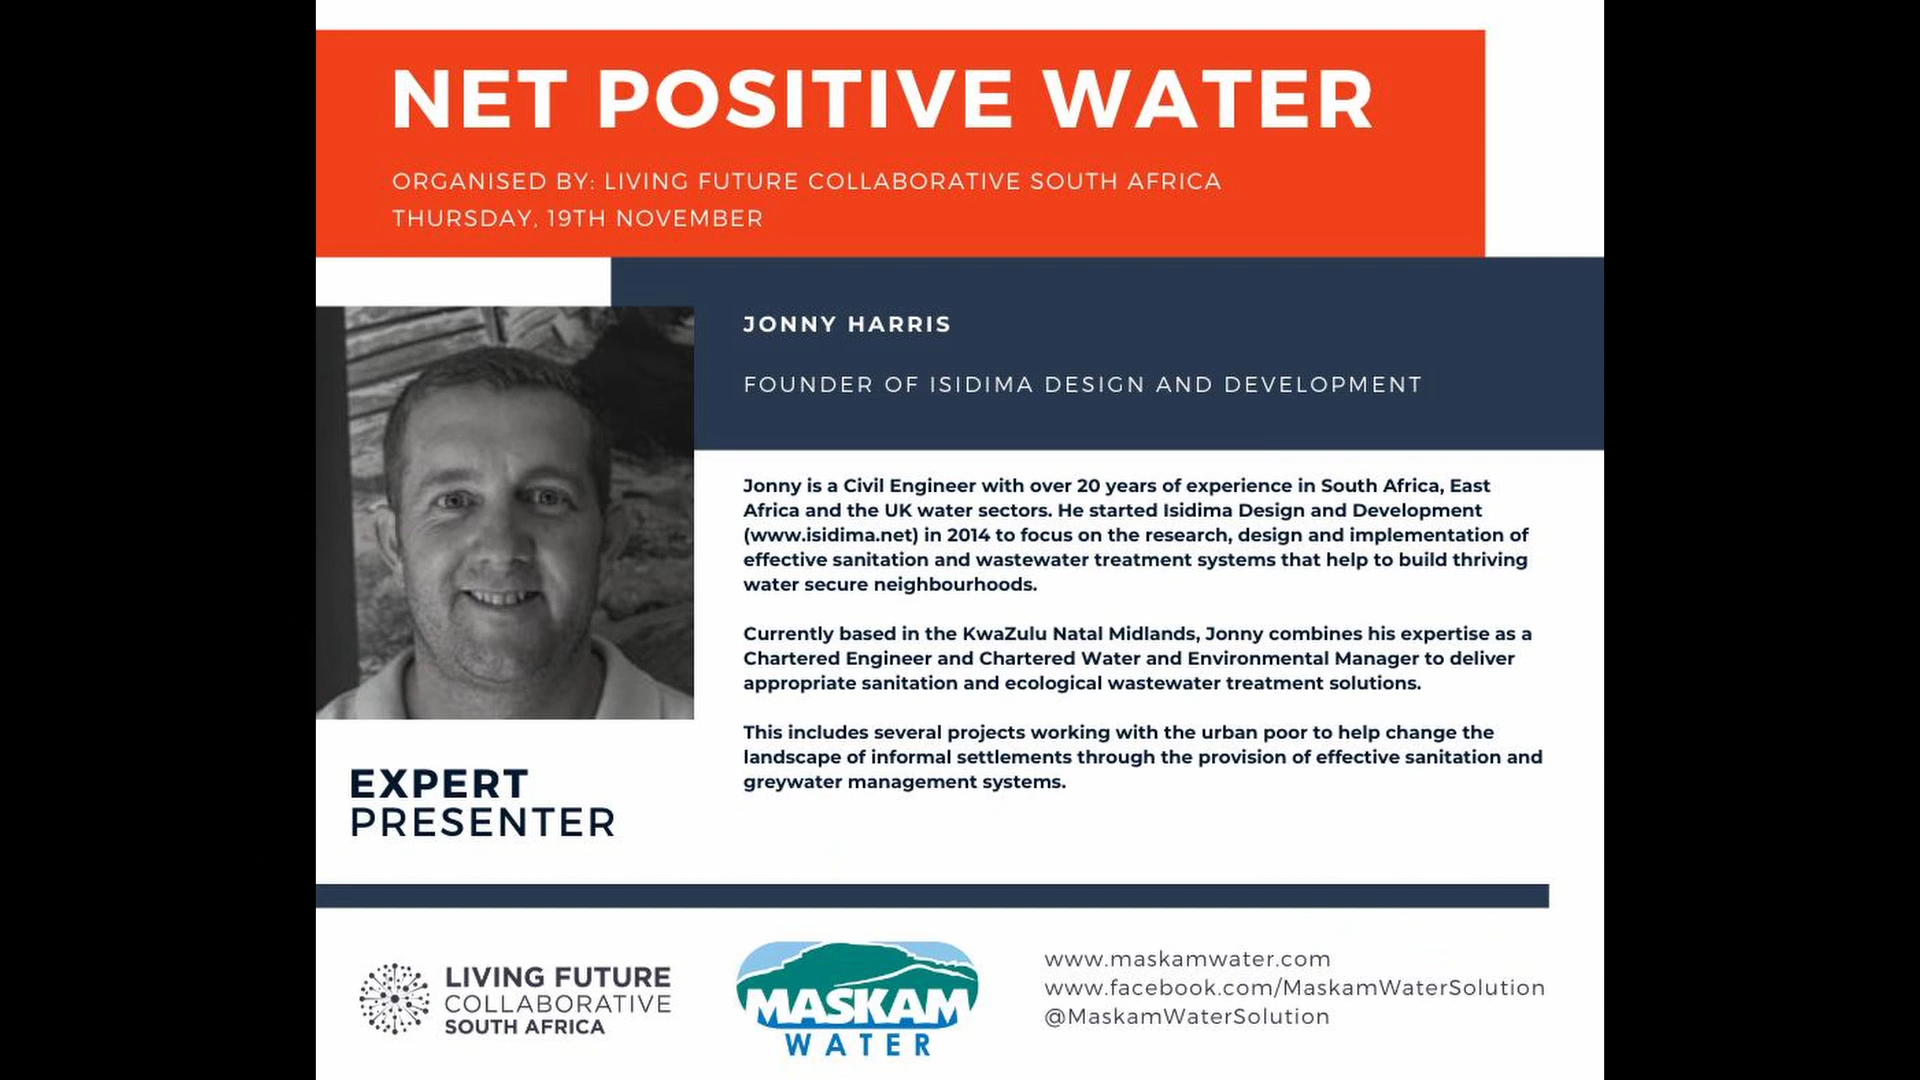 NET POSITIVE WATER
ORGANISED BY: LIVING FUTURE COLLABORATIVE SOUTH AFRICA
THURSDAY, 19TH NOVEMBER
JONNY HARRIS
FOUNDER OF ISIDIMA DESIGN AND DEVELOPMENT
Jonny is a Civil Engineer with over 20 years of experience in South Africa, East
Africa and the UK water sectors. He started Isidima Design and Development
(www.isidima.net) in 2014 to focus on the research, design and implementation of
effective sanitation and wastewater treatment systems that help to build thriving
water secure neighbourhoods.
Currently based in the KwaZulu Natal Midlands, Jonny combines his expertise as a
Chartered Engineer and Chartered Water and Environmental Manager to deliver
appropriate sanitation and ecological wastewater treatment solutions.
This includes several projects working with the urban poor to help change the
landscape of informal settlements through the provision of effective sanitation and
greywater management systems.
EXPERT
PRESENTER
LIVING FUTURE
COLLABORATIVE
SOUTH AFRICA
MASKAM
WATER
www.maskamwater.com
www.facebook.com/MaskamWaterSolution
@MaskamWaterSolution